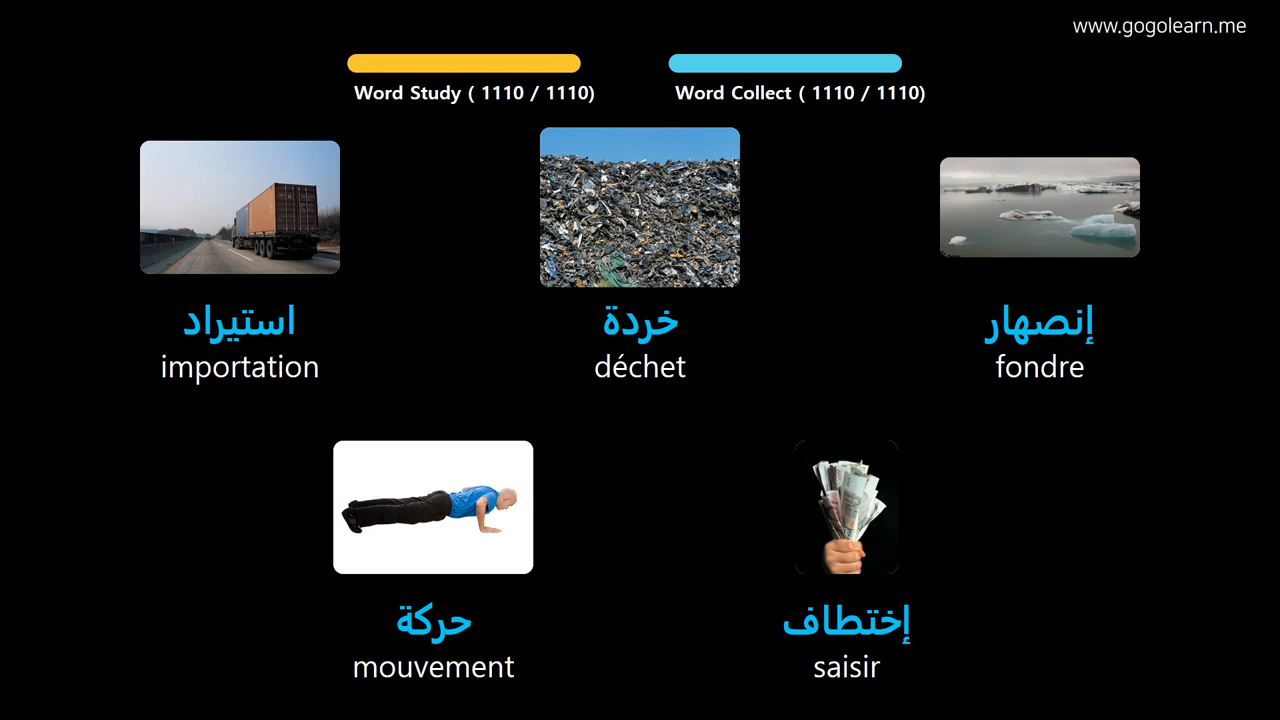 www.gogolearn.me
Word Study ( 1110 / 1110)
Word Collect ( 1110 / 1110)
استيراد
importation
خردة
déchet
إنصهار
fondre
حركة
mouvement
إختطاف
saisir